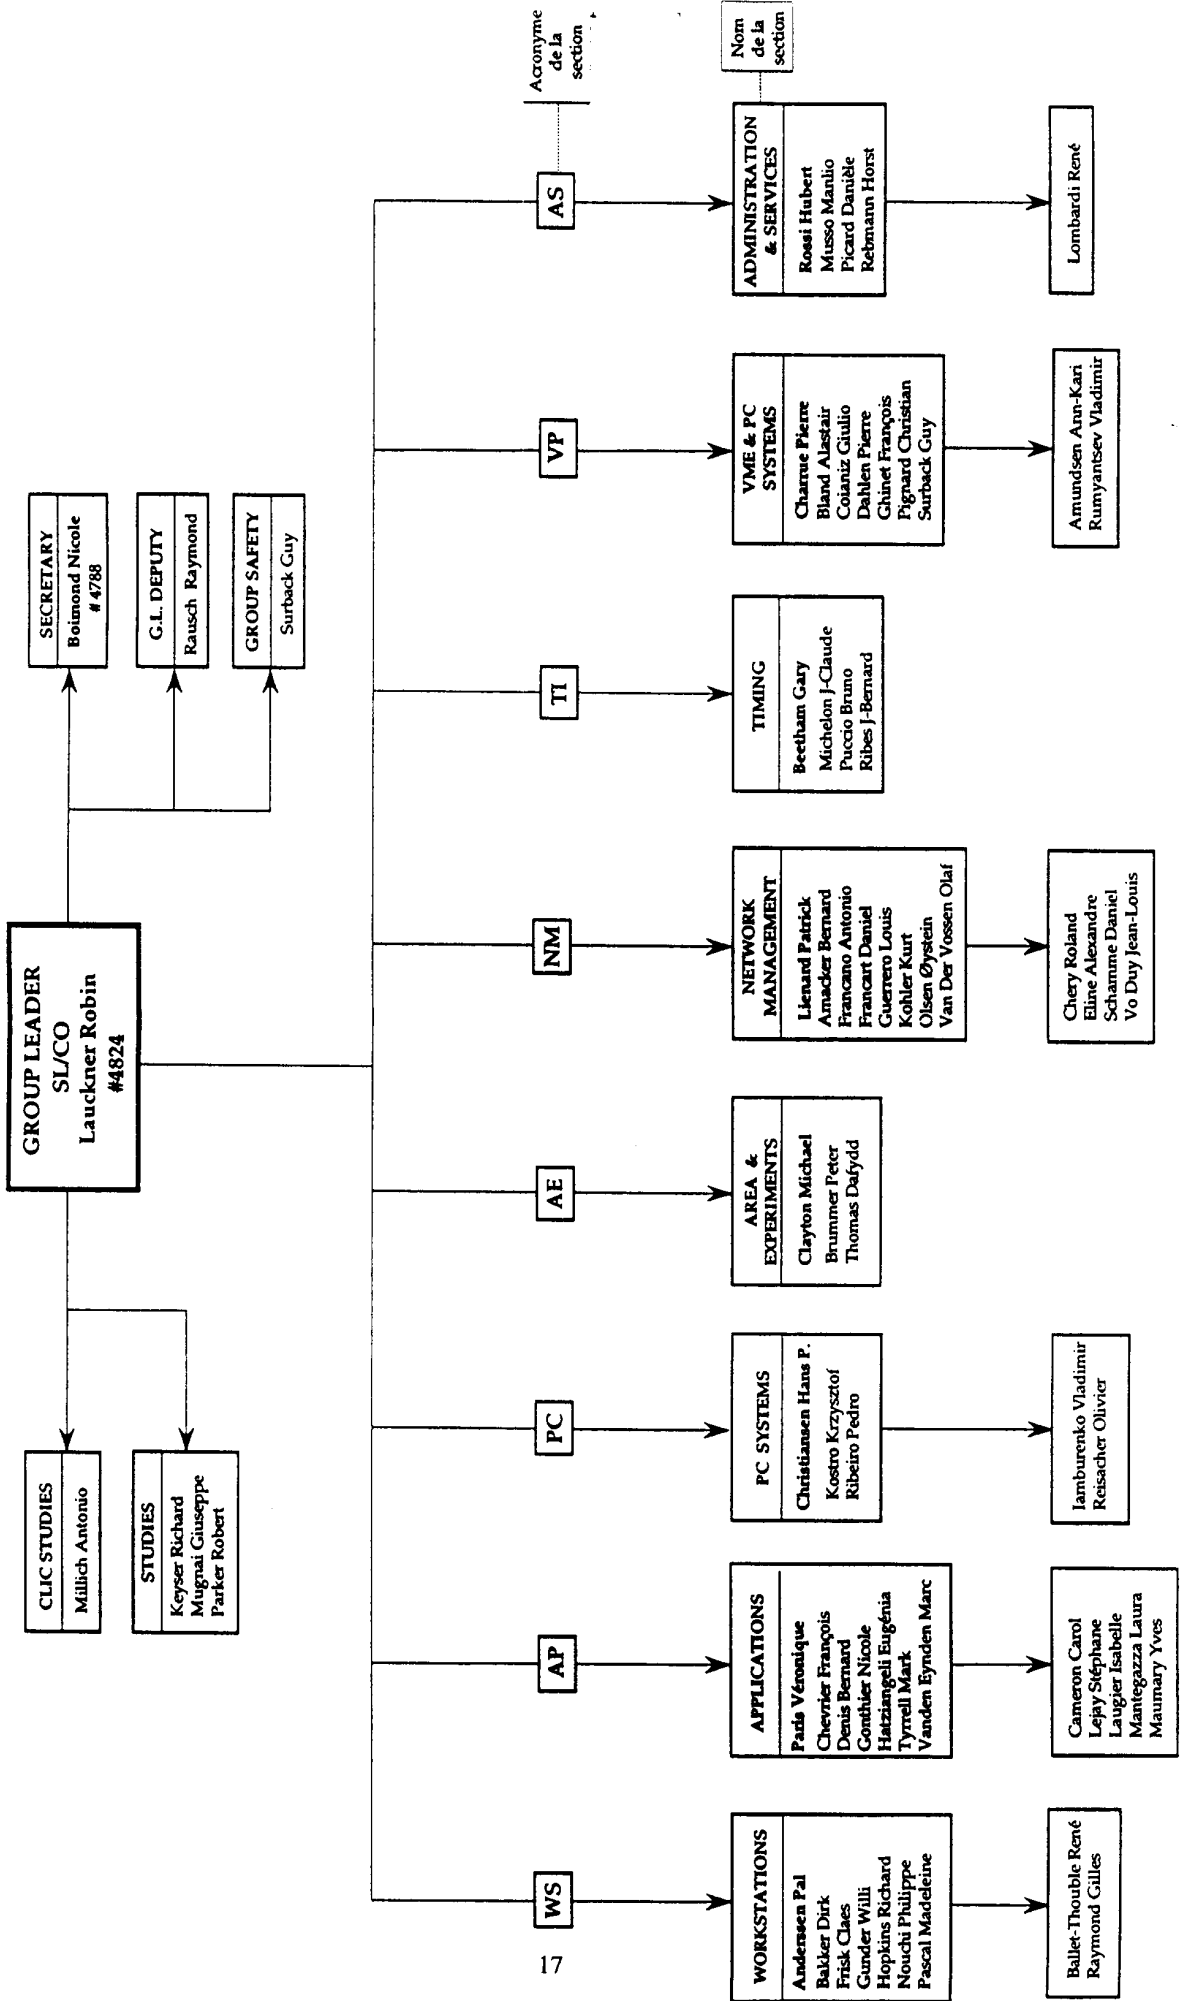 GROUP LEADER
SL/CO
Lauckner Robin
#4824
CLIC STUDIES
Millich Antonio
STUDIES
Keyser Richard
Mugnai Giuseppe
Parker Robert
SECRETARY
Boimond Nicole
# 4788
G.L. DEPUTY
Rausch Raymond
GROUP SAFETY
Surback Guy
WS
AP
PC
AE
NM
TI
VP
AS
Acronyme
de la
section
WORKSTATIONS
Anderssen Pal
Bakker Dirk
Frisk Claes
Gunder Willi
Hopkins Richard
Nouchi Philippe
Pascal Madeleine
APPLICATIONS
Paris Véronique
Chevrier François
Denis Bernard
Gonthier Nicole
Hatziangeli Eugénia
Tyrrell Mark
Vanden Eynden Marc
PC SYSTEMS
Christiansen Hans P.
Kostro Krzysztof
Ribeiro Pedro
AREA &
EXPERIMENTS
Clayton Michael
Brummer Peter
Thomas Dafydd
NETWORK
MANAGEMENT
Lienard Patrick
Amacker Bernard
Francano Antonio
Francart Daniel
Guerrero Louis
Kohler Kurt
Olsen Øystein
Van Der Vossen Olaf
TIMING
Beetham Gary
Michelon J-Claude
Puccio Bruno
Ribes J-Bernard
VME & PC
SYSTEMS
Charrue Pierre
Bland Alastair
Coianiz Giulio
Dahlen Pierre
Ghinet François
Pignard Christian
Surback Guy
ADMINISTRATION
& SERVICES
Rossi Hubert
Musso Manlio
Picard Danièle
Rebmann Horst
Nom
de la
section
Ballet-Thouble René
Raymond Gilles
Cameron Carol
Lejay Stéphane
Laugier Isabelle
Mantegazza Laura
Maumary Yves
Iamburenko Vladimir
Reisacher Olivier
Chery Roland
Eline Alexandre
Schamme Daniel
Vo Duy Jean-Louis
Amundsen Ann-Kari
Rumyantsev Vladimir
Lombardi René
17